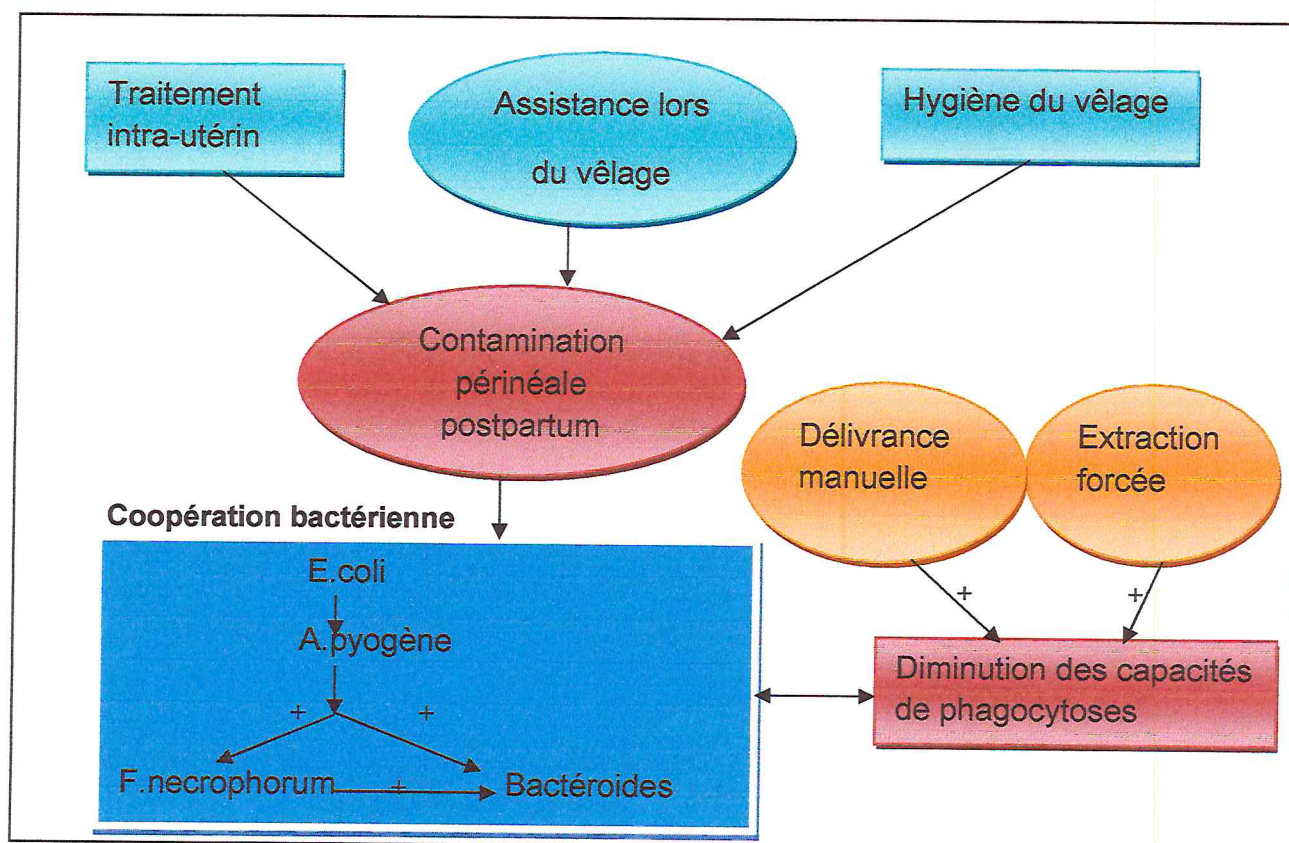 Traitement
intra-utérin
Assistance lors
du vêlage
Hygiène du vêlage
Contamination
périnéale
postpartum
Délivrance
manuelle
Extraction
forcée
Coopération bactérienne
E.coli
A.pyogène
+ +
F.necrophorum + Bactéroides
+ +
Diminution des capacités
de phagocytoses